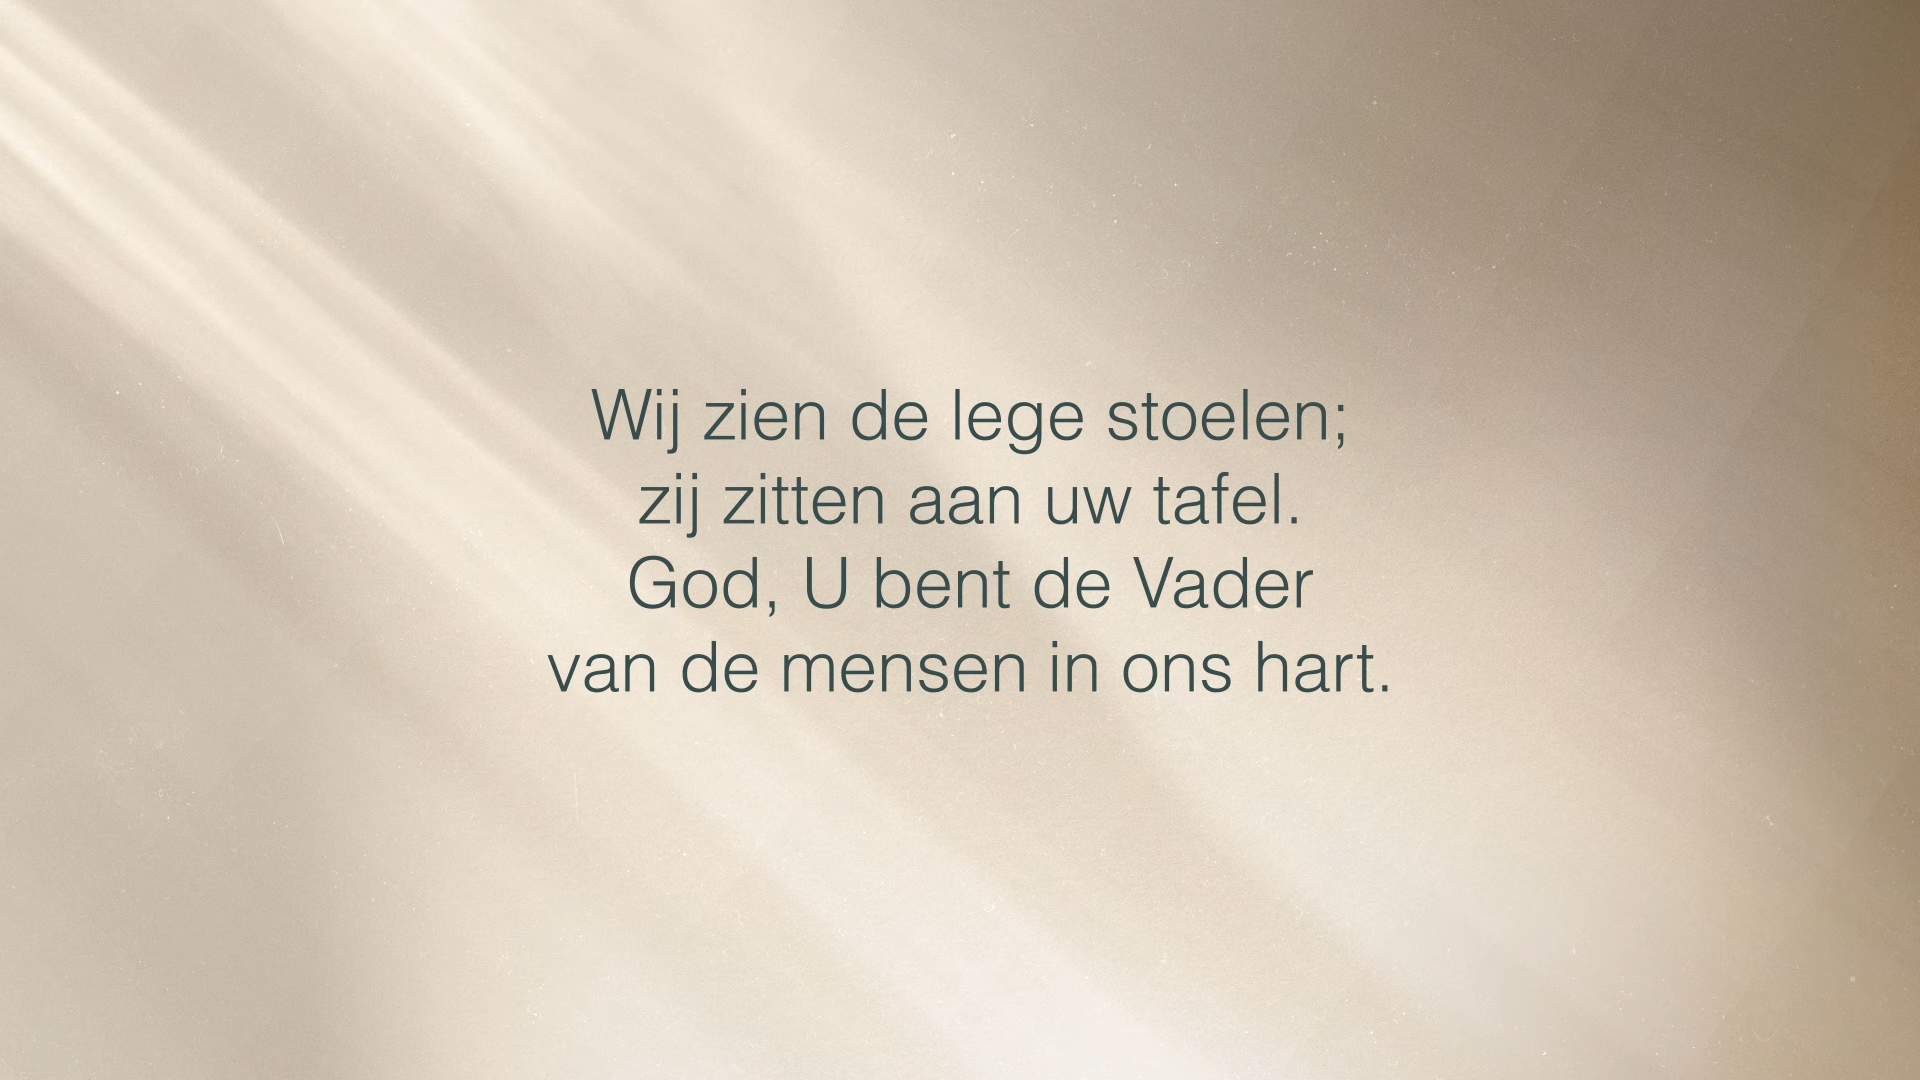 Wij zien de lege stoelen;
zij zitten aan uw tafel.
God, U bent de Vader
van de mensen in ons hart.